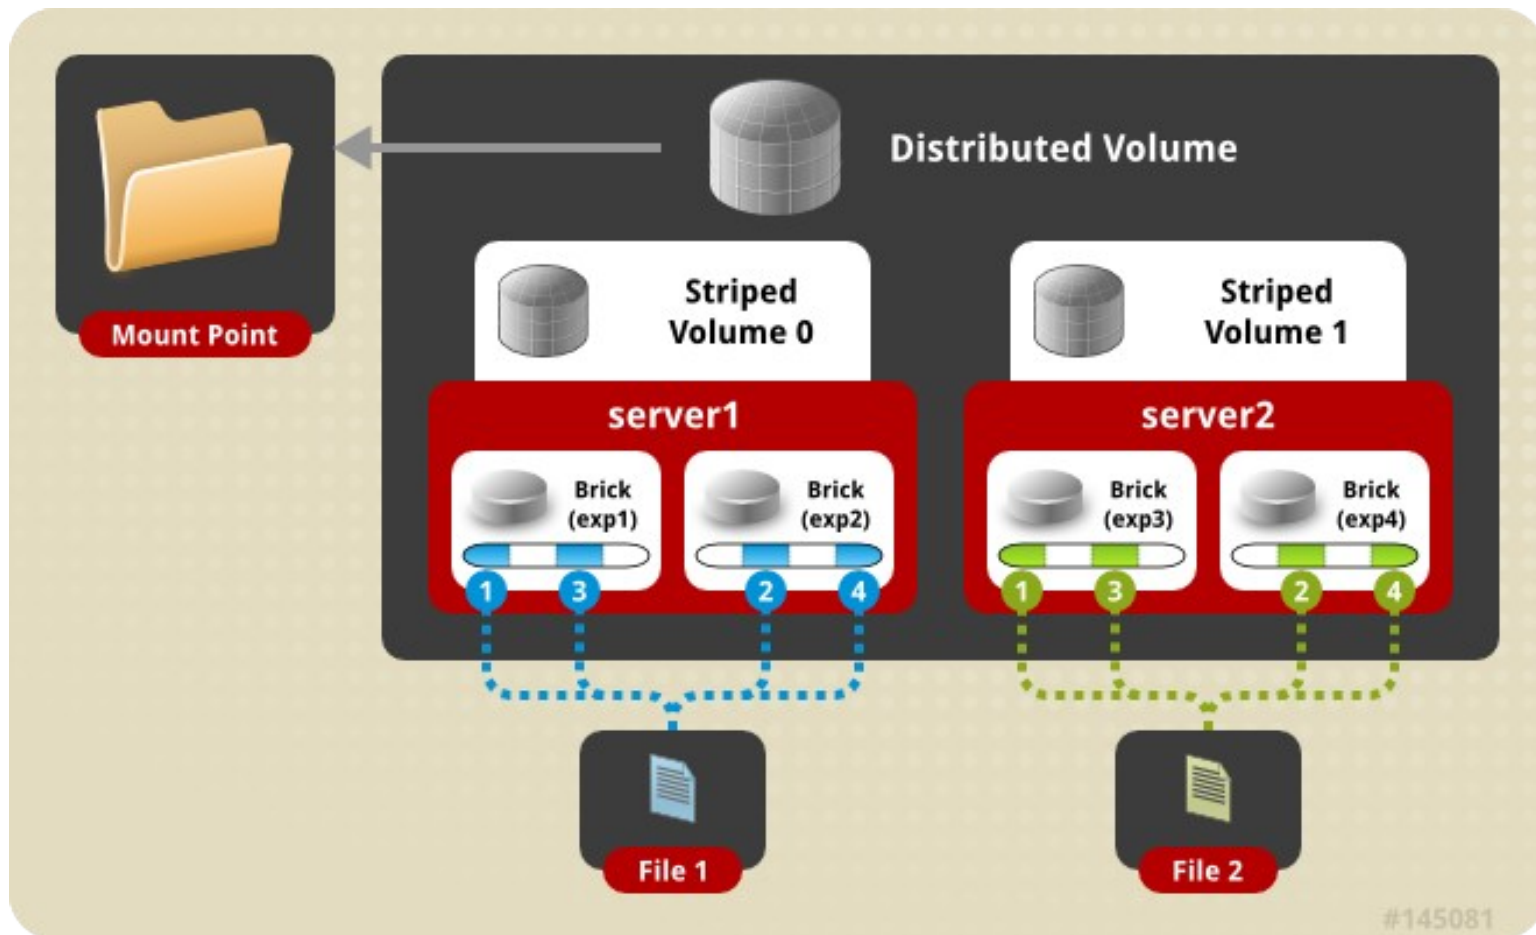 Distributed Volume
Mount Point
Striped
Volume 0
Striped
Volume 1
server1
server2
Brick
(exp1)
Brick
(exp2)
Brick
(exp3)
Brick
(exp4)
1
3
2
4
1
3
2
4
File 1
File 2
#145081